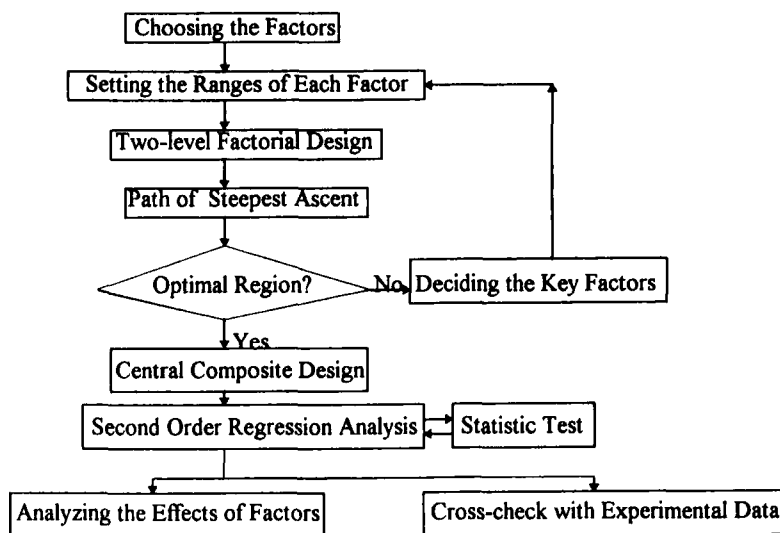 Choosing the Factors
Setting the Ranges of Each Factor
Two-level Factorial Design
Path of Steepest Ascent
Optimal Region?
No
Deciding the Key Factors
Yes
Central Composite Design
Second Order Regression Analysis
Statistic Test
Analyzing the Effects of Factors
Cross-check with Experimental Data